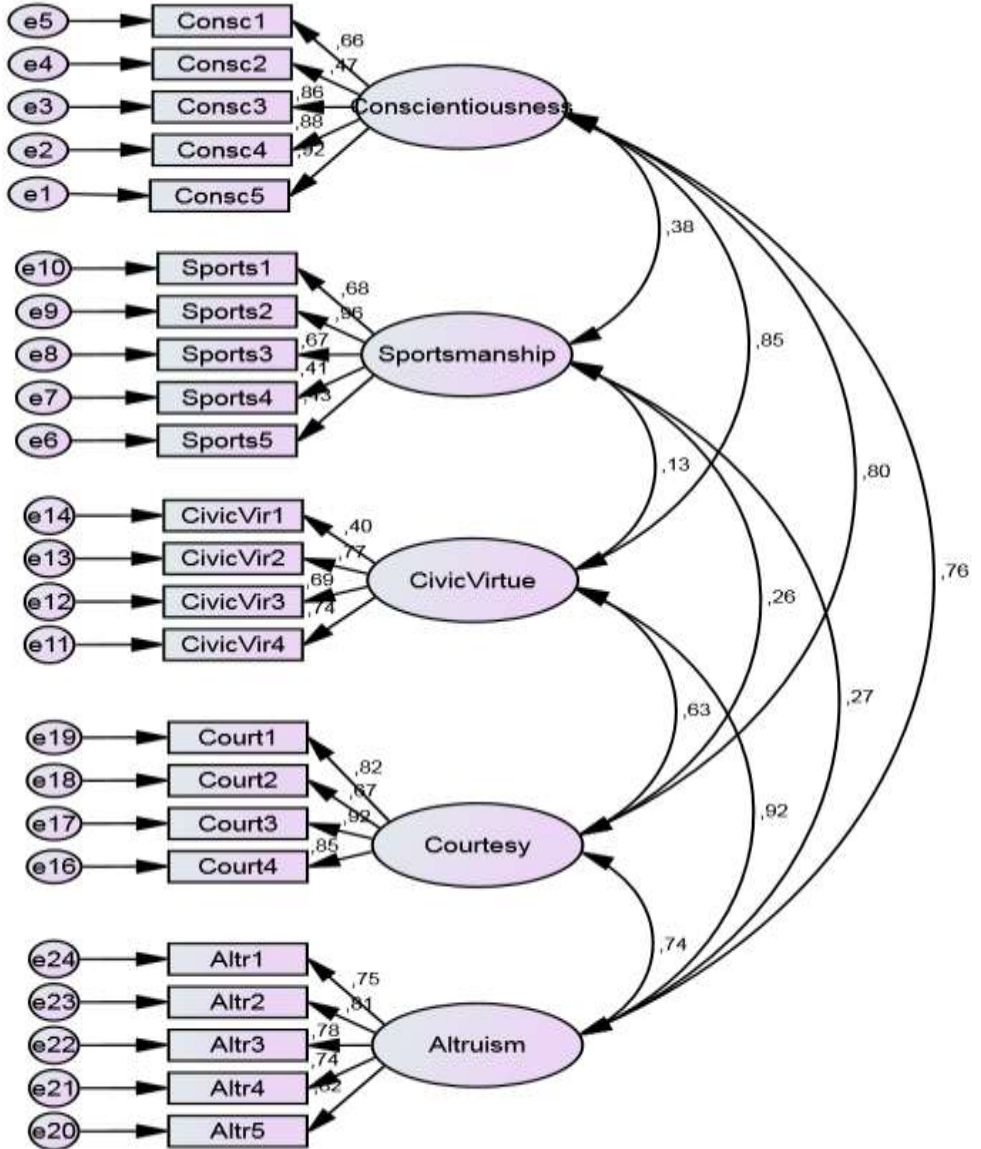 e5 Consc1 ,66
e4 Consc2 ,47
e3 Consc3 ,86 Conscientiousness
e2 Consc4 ,88
,92
e1 Consc5
,38
e10 Sports1 ,68
e9 Sports2 ,96
,85
e8 Sports3 ,67 Sportsmanship
e7 Sports4 ,41
e6 Sports5
,13 ,80
e14 CivicVir1 ,40
e13 CivicVir2 ,77
,76
e12 CivicVir3 ,69 CivicVirtue
,26
e11 CivicVir4 ,74
,63 ,27
e19 Court1 ,82
e18 Court2 ,67
,92
e17 Court3 ,92
e16 Court4 ,85 Courtesy
,74
e24 Altr1 ,75
e23 Altr2 ,81
e22 Altr3 ,78 Altruism
e21 Altr4 ,74
e20 Altr5